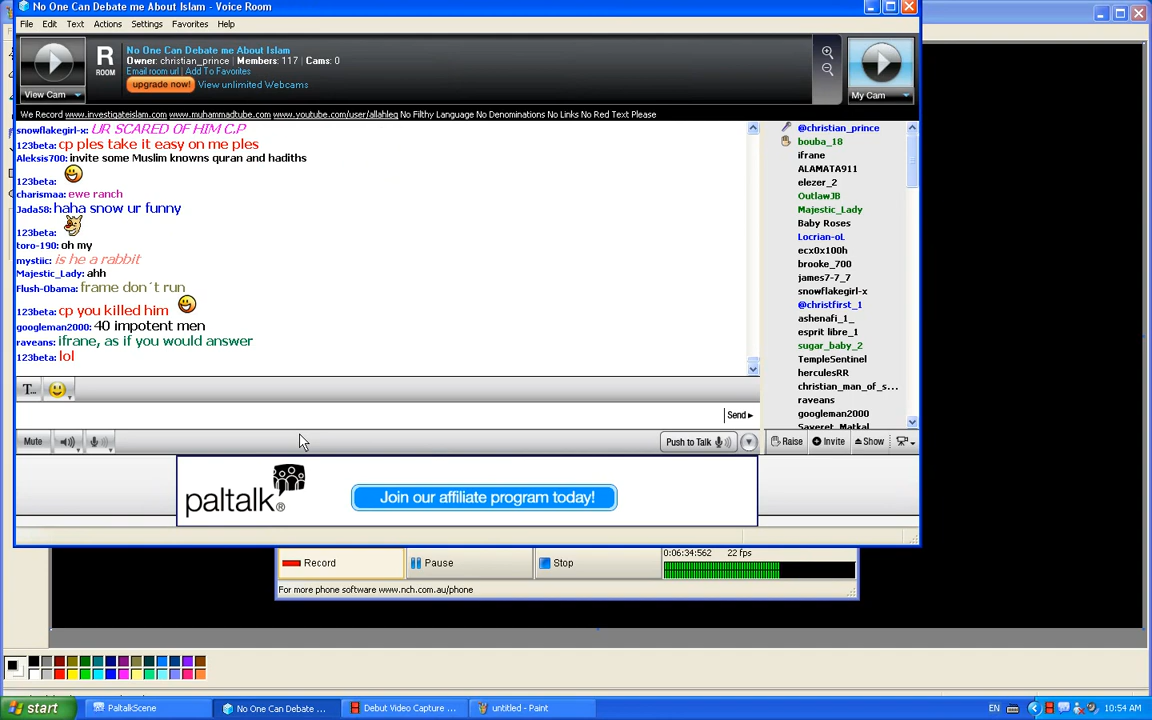 No One Can Debate me About Islam - Voice Room
File Edit Text Actions Settings Favorites Help
View Cam
R
ROOM
No One Can Debate me About Islam
Owner: christian_prince | Members: 117 | Cams: 0
Email room url | Add To Favorites
upgrade now! View unlimited Webcams
My Cam
We Record www.investigateislam.com www.muhammadtube.com www.youtube.com/user/allahleg No Filthy Language No Denominations No Links No Red Text Please
snowflakegirl-x: UR SCARED OF HIM C.P
123beta: cp ples take it easy on me ples
Aleksis700: invite some Muslim knowns quran and hadiths
123beta:
charismaa: ewe ranch
Jada58: haha snow ur funny
123beta:
toro-190: oh my
mystiic: is he a rabbit
Majestic_Lady: ahh
Flush-Obama: frame don´t run
123beta: cp you killed him
googleman2000: 40 impotent men
raveans: ifrane, as if you would answer
123beta: lol
@christian_prince
bouba_18
ifrane
ALAMATA911
elezer_2
OutlawJB
Majestic_Lady
Baby Roses
Locrian-oL
ecx0x100h
brooke_700
james7-7_7
snowflakegirl-x
@christfirst_1
ashenafi_1_
esprit libre_1
sugar_baby_2
TempleSentinel
herculesRR
christian_man_of_s...
raveans
googleman2000
T...
Send
Mute
Push to Talk
Raise Invite Show
paltalk®
Join our affiliate program today!
Record Pause Stop
0:06:34:562 22 fps
For more phone software www.nch.com.au/phone
start PaltalkScene No One Can Debate ... Debut Video Capture ... untitled - Paint EN 10:54 AM